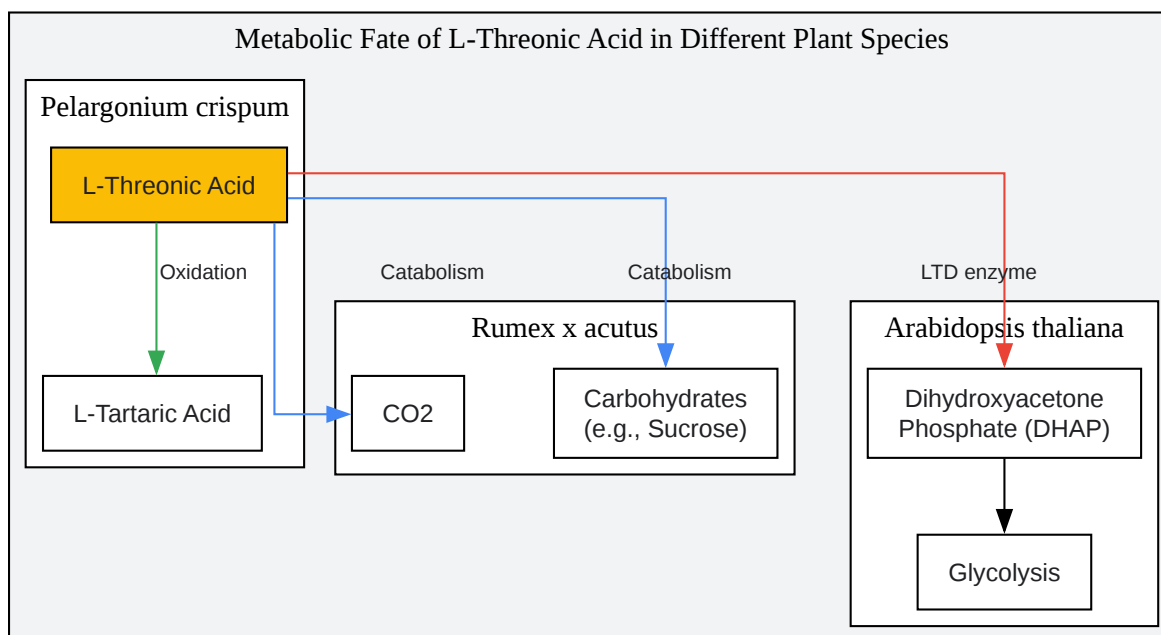 Metabolic Fate of L-Threonic Acid in Different Plant Species
Pelargonium crispum
L-Threonic Acid
Oxidation
Catabolism
Catabolism
LTD enzyme
Rumex x acutus
Arabidopsis thaliana
L-Tartaric Acid
CO2
Carbohydrates
(e.g., Sucrose)
Dihydroxyacetone
Phosphate (DHAP)
Glycolysis